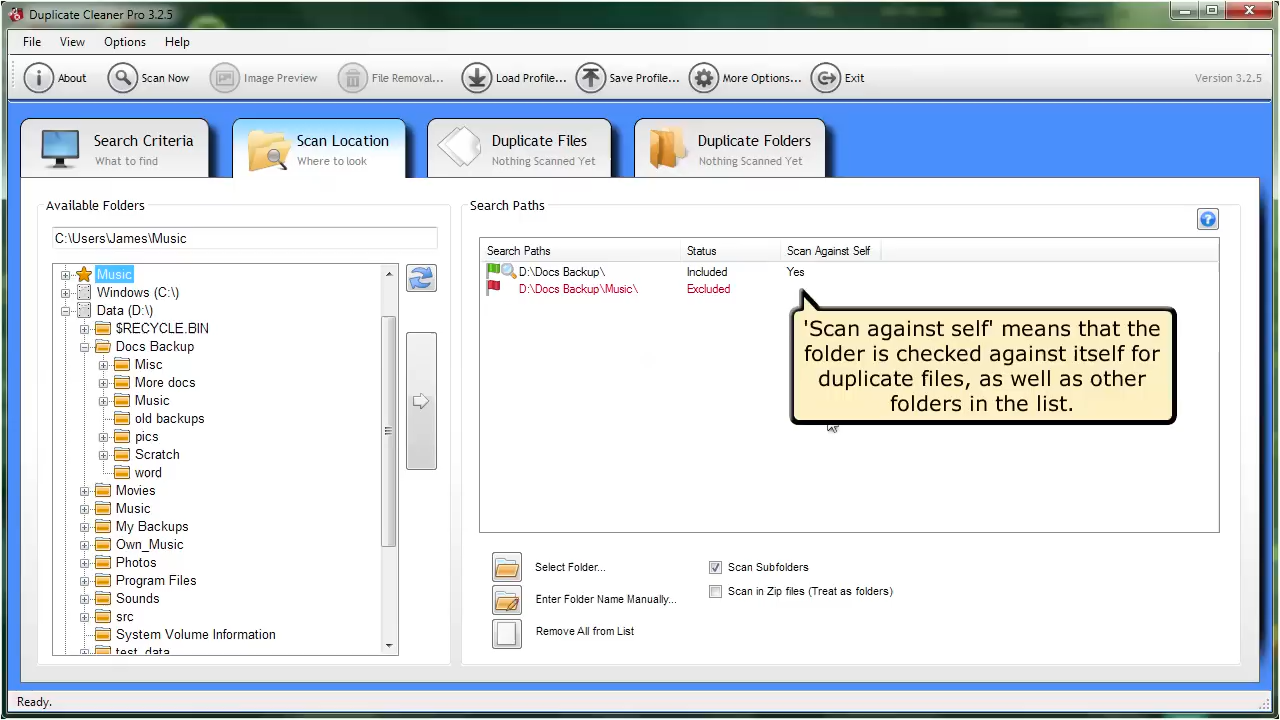 Duplicate Cleaner Pro 3.2.5
File View Options Help
About Scan Now Image Preview File Removal... Load Profile... Save Profile... More Options... Exit Version 3.2.5
Search Criteria
What to find
Scan Location
Where to look
Duplicate Files
Nothing Scanned Yet
Duplicate Folders
Nothing Scanned Yet
Available Folders
C:\Users\James\Music
Music
Windows (C:\)
Data (D:\)
$RECYCLE.BIN
Docs Backup
Misc
More docs
Music
old backups
pics
Scratch
word
Movies
Music
My Backups
Own_Music
Photos
Program Files
Sounds
src
System Volume Information
test_data
Search Paths
Search Paths Status Scan Against Self
D:\Docs Backup\ Included Yes
D:\Docs Backup\Music\ Excluded
'Scan against self' means that the
folder is checked against itself for
duplicate files, as well as other
folders in the list.
Select Folder...
Enter Folder Name Manually...
Remove All from List
Scan Subfolders
Scan in Zip files (Treat as folders)
Ready.